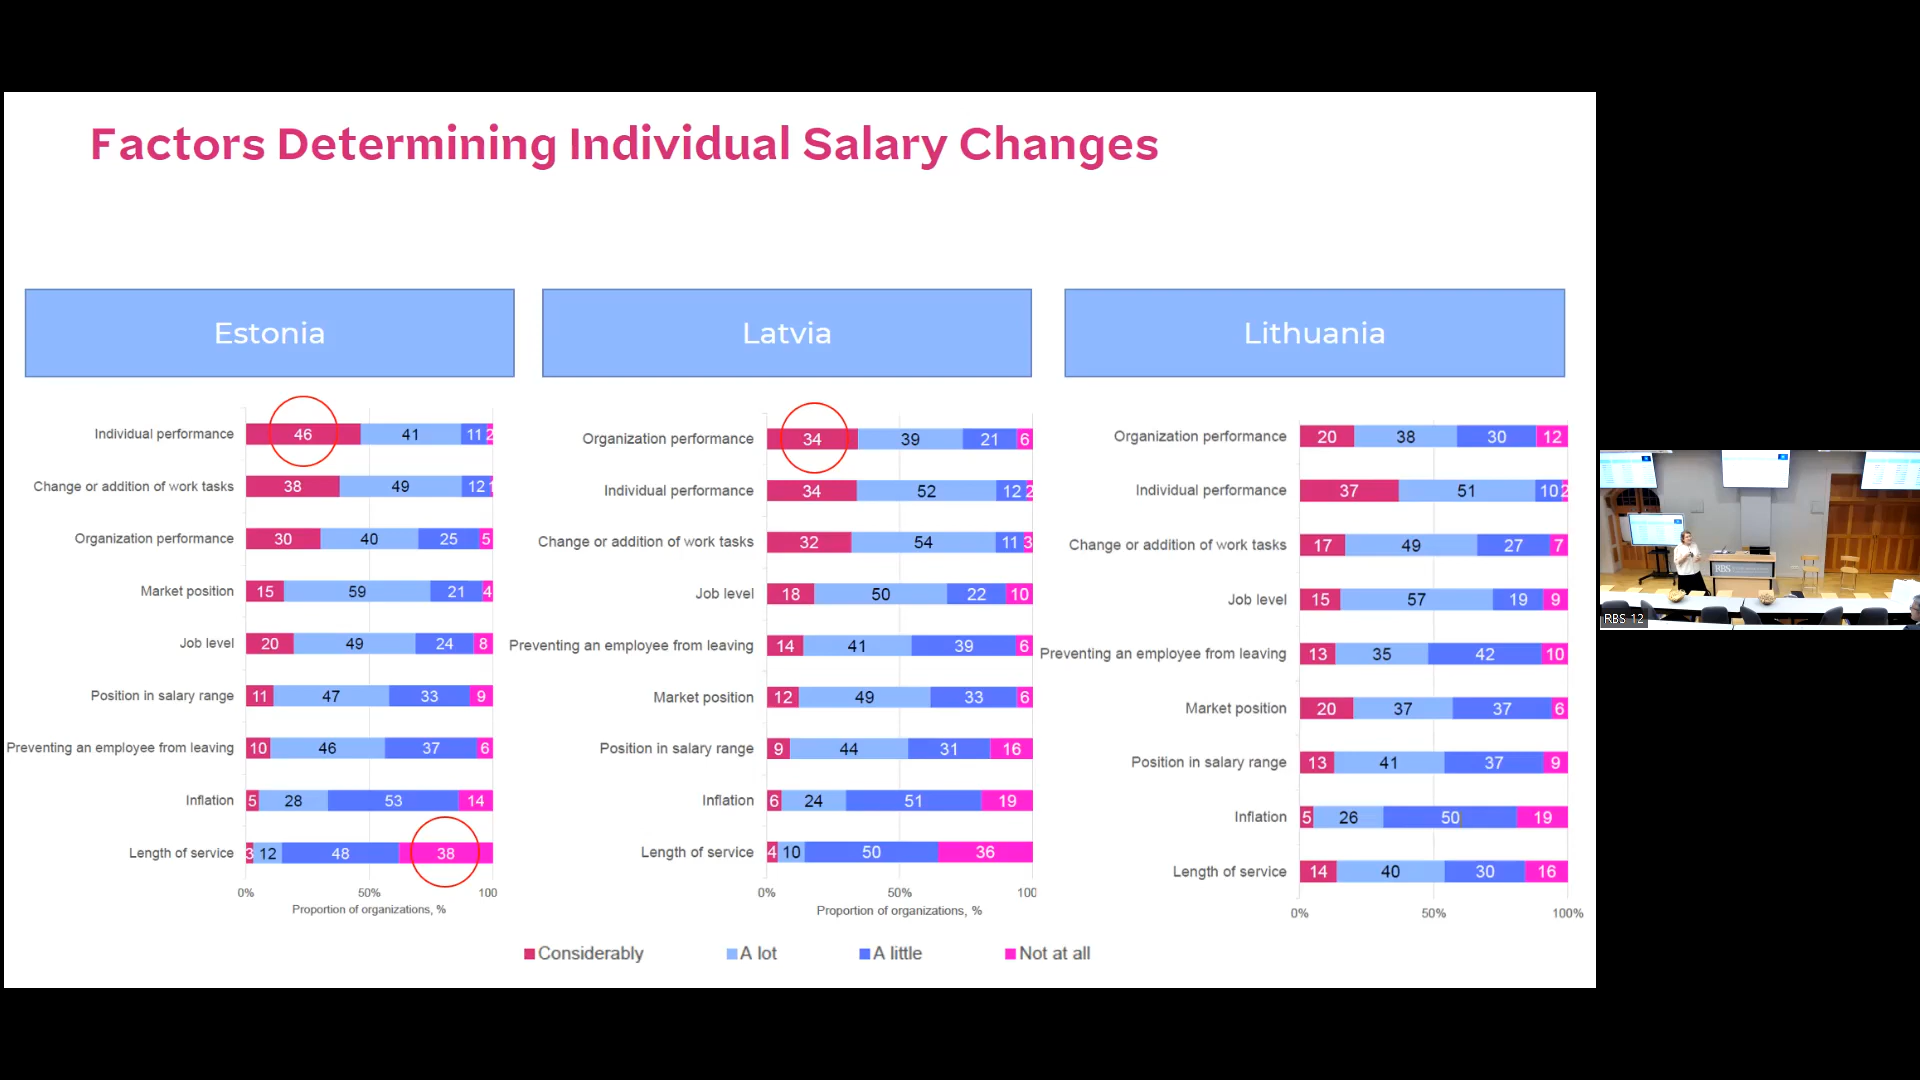 Factors Determining Individual Salary Changes
Estonia
Individual performance 46 41 11 2
Change or addition of work tasks 38 49 12 1
Organization performance 30 40 25 5
Market position 15 59 21 4
Job level 20 49 24 8
Position in salary range 11 47 33 9
Preventing an employee from leaving 10 46 37 6
Inflation 5 28 53 14
Length of service 3 12 48 38
0% 50% 100
Proportion of organizations, %
Latvia
Organization performance 34 39 21 6
Individual performance 34 52 12 2
Change or addition of work tasks 32 54 11 3
Job level 18 50 22 10
Preventing an employee from leaving 14 41 39 6
Market position 12 49 33 6
Position in salary range 9 44 31 16
Inflation 6 24 51 19
Length of service 4 10 50 36
0% 50% 100
Proportion of organizations, %
Lithuania
Organization performance 20 38 30 12
Individual performance 37 51 10 2
Change or addition of work tasks 17 49 27 7
Job level 15 57 19 9
Preventing an employee from leaving 13 35 42 10
Market position 20 37 37 6
Position in salary range 13 41 37 9
Inflation 5 26 50 19
Length of service 14 40 30 16
0% 50% 100%
Considerably A lot A little Not at all
RBS
RBS 12